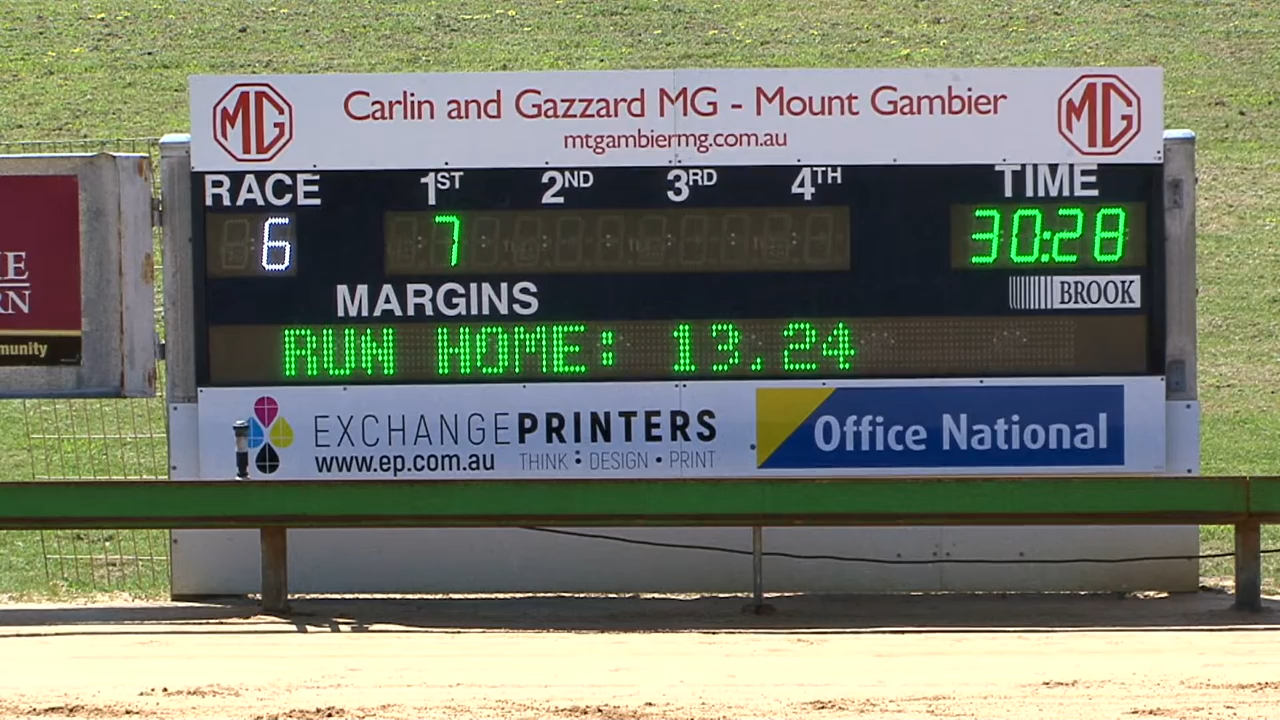 MG Carlin and Gazzard MG - Mount Gambier MG
mtgambiermg.com.au
RACE 1ST 2ND 3RD 4TH TIME
6 7 30:28
MARGINS BROOK
RUN HOME: 13.24
munity
EXCHANGEPRINTERS Office National
www.ep.com.au THINK • DESIGN • PRINT